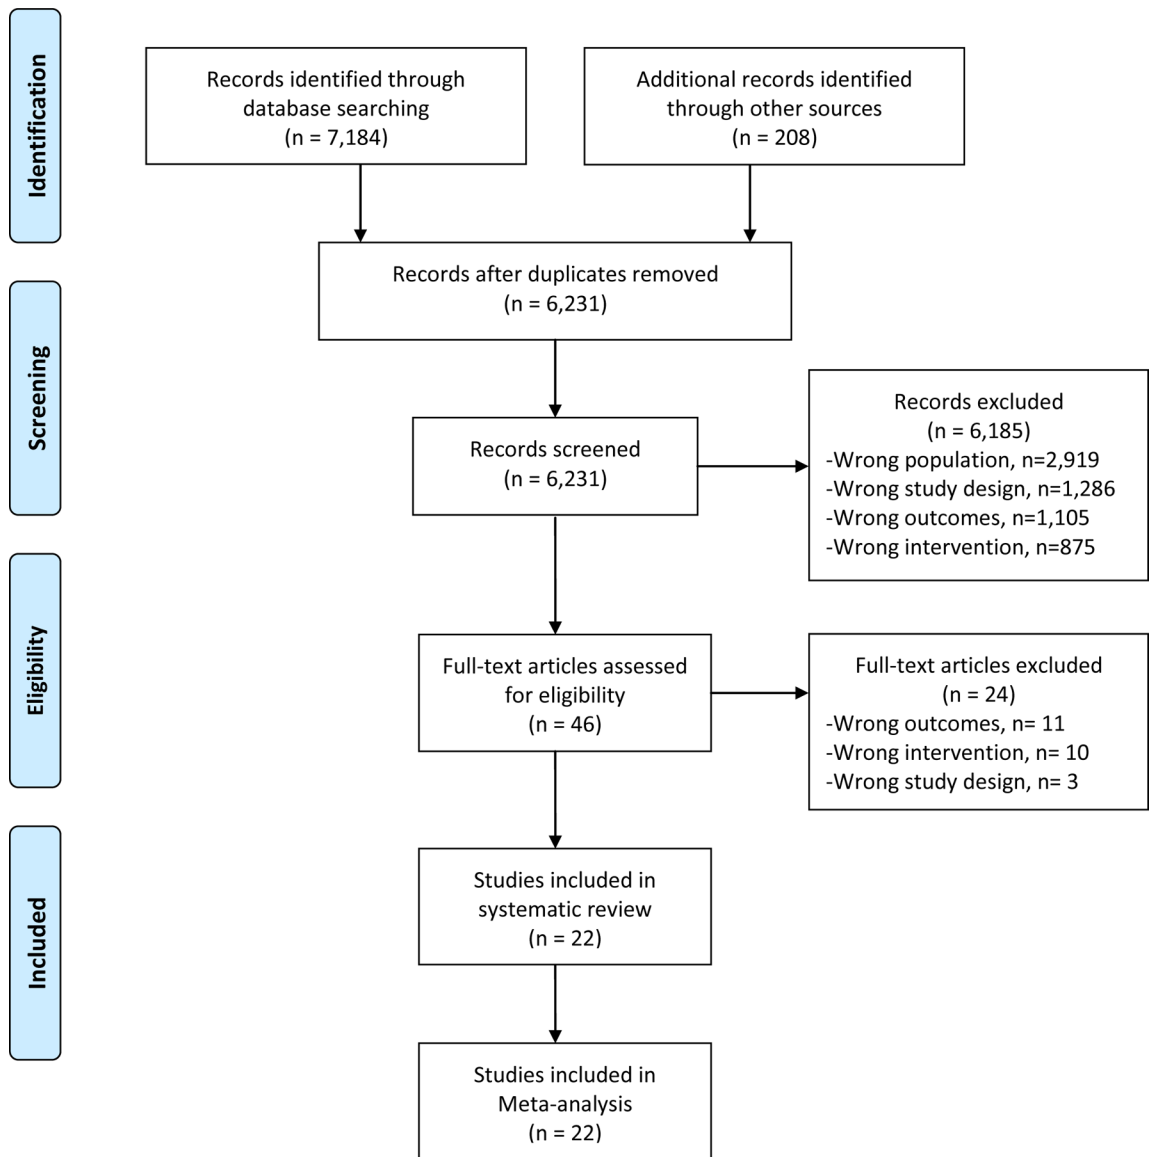 Identification
Records identified through
database searching
(n = 7,184)
Additional records identified
through other sources
(n = 208)
Records after duplicates removed
(n = 6,231)
Screening
Records screened
(n = 6,231)
Records excluded
(n = 6,185)
-Wrong population, n=2,919
-Wrong study design, n=1,286
-Wrong outcomes, n=1,105
-Wrong intervention, n=875
Eligibility
Full-text articles assessed
for eligibility
(n = 46)
Full-text articles excluded
(n = 24)
-Wrong outcomes, n= 11
-Wrong intervention, n= 10
-Wrong study design, n= 3
Included
Studies included in
systematic review
(n = 22)
Studies included in
Meta-analysis
(n = 22)